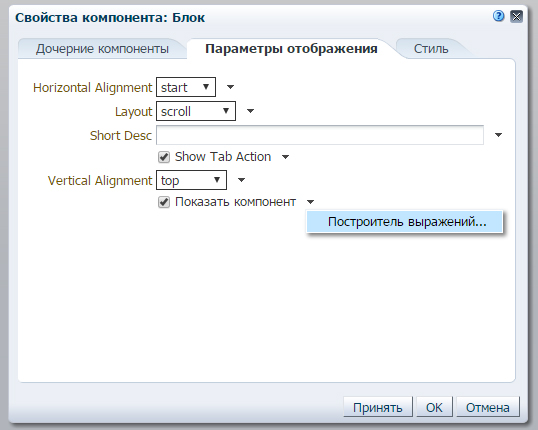 Свойства компонента: Блок
Дочерние компоненты Параметры отображения Стиль
Horizontal Alignment start
Layout scroll
Short Desc
Show Tab Action
Vertical Alignment top
Показать компонент
Построитель выражений...
Принять OK Отмена